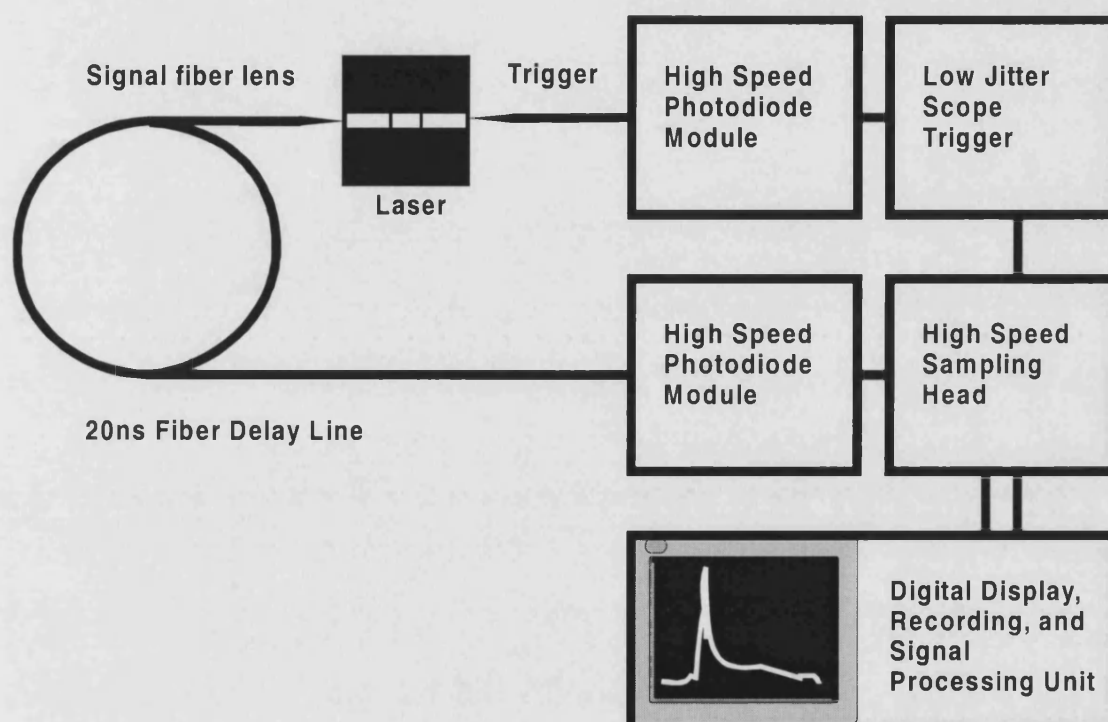 Signal fiber lens
Trigger
Laser
High Speed
Photodiode
Module
Low Jitter
Scope
Trigger
20ns Fiber Delay Line
High Speed
Photodiode
Module
High Speed
Sampling
Head
Digital Display,
Recording, and
Signal
Processing Unit